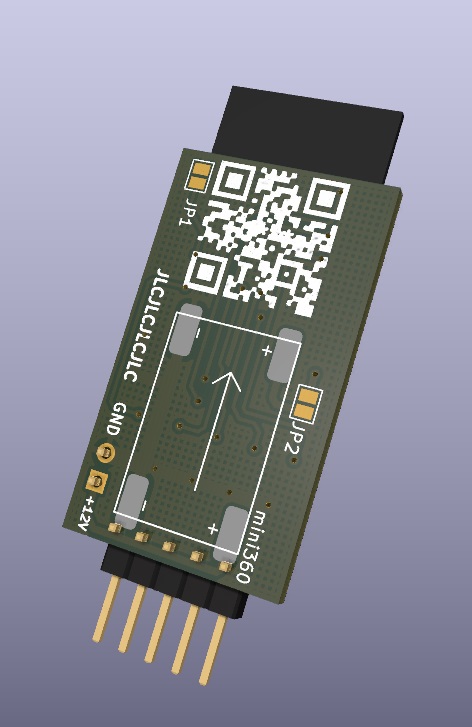 JP1
JLCJLCJLCJLC
-
+
JP2
GND
+12V
-
+
mini360